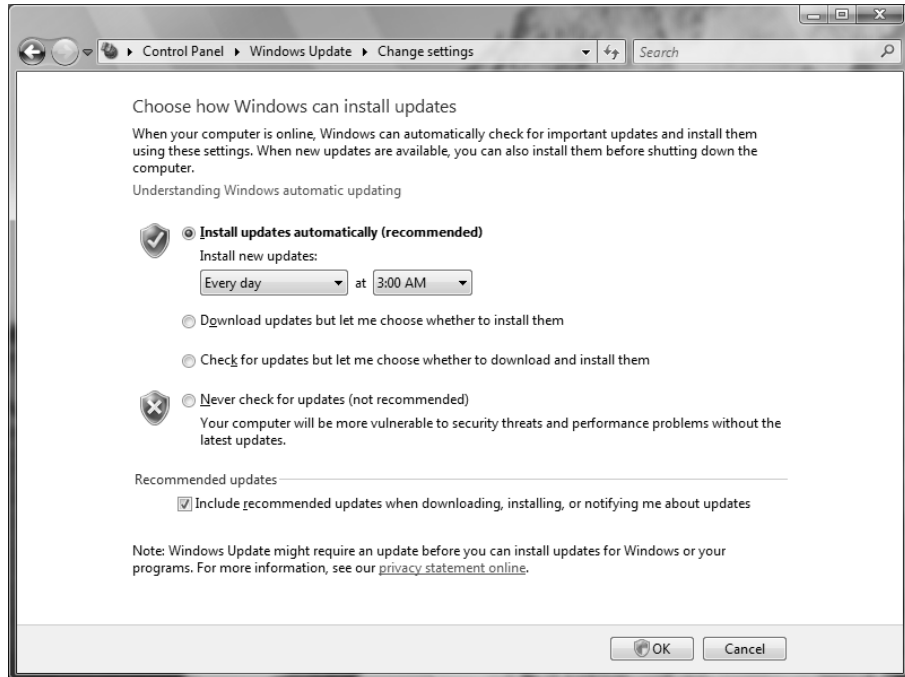 Control Panel Windows Update Change settings Search
Choose how Windows can install updates
When your computer is online, Windows can automatically check for important updates and install them
using these settings. When new updates are available, you can also install them before shutting down the
computer.
Understanding Windows automatic updating
Install updates automatically (recommended)
Install new updates:
Every day at 3:00 AM
Download updates but let me choose whether to install them
Check for updates but let me choose whether to download and install them
Never check for updates (not recommended)
Your computer will be more vulnerable to security threats and performance problems without the
latest updates.
Recommended updates
Include recommended updates when downloading, installing, or notifying me about updates
Note: Windows Update might require an update before you can install updates for Windows or your
programs. For more information, see our privacy statement online.
OK Cancel